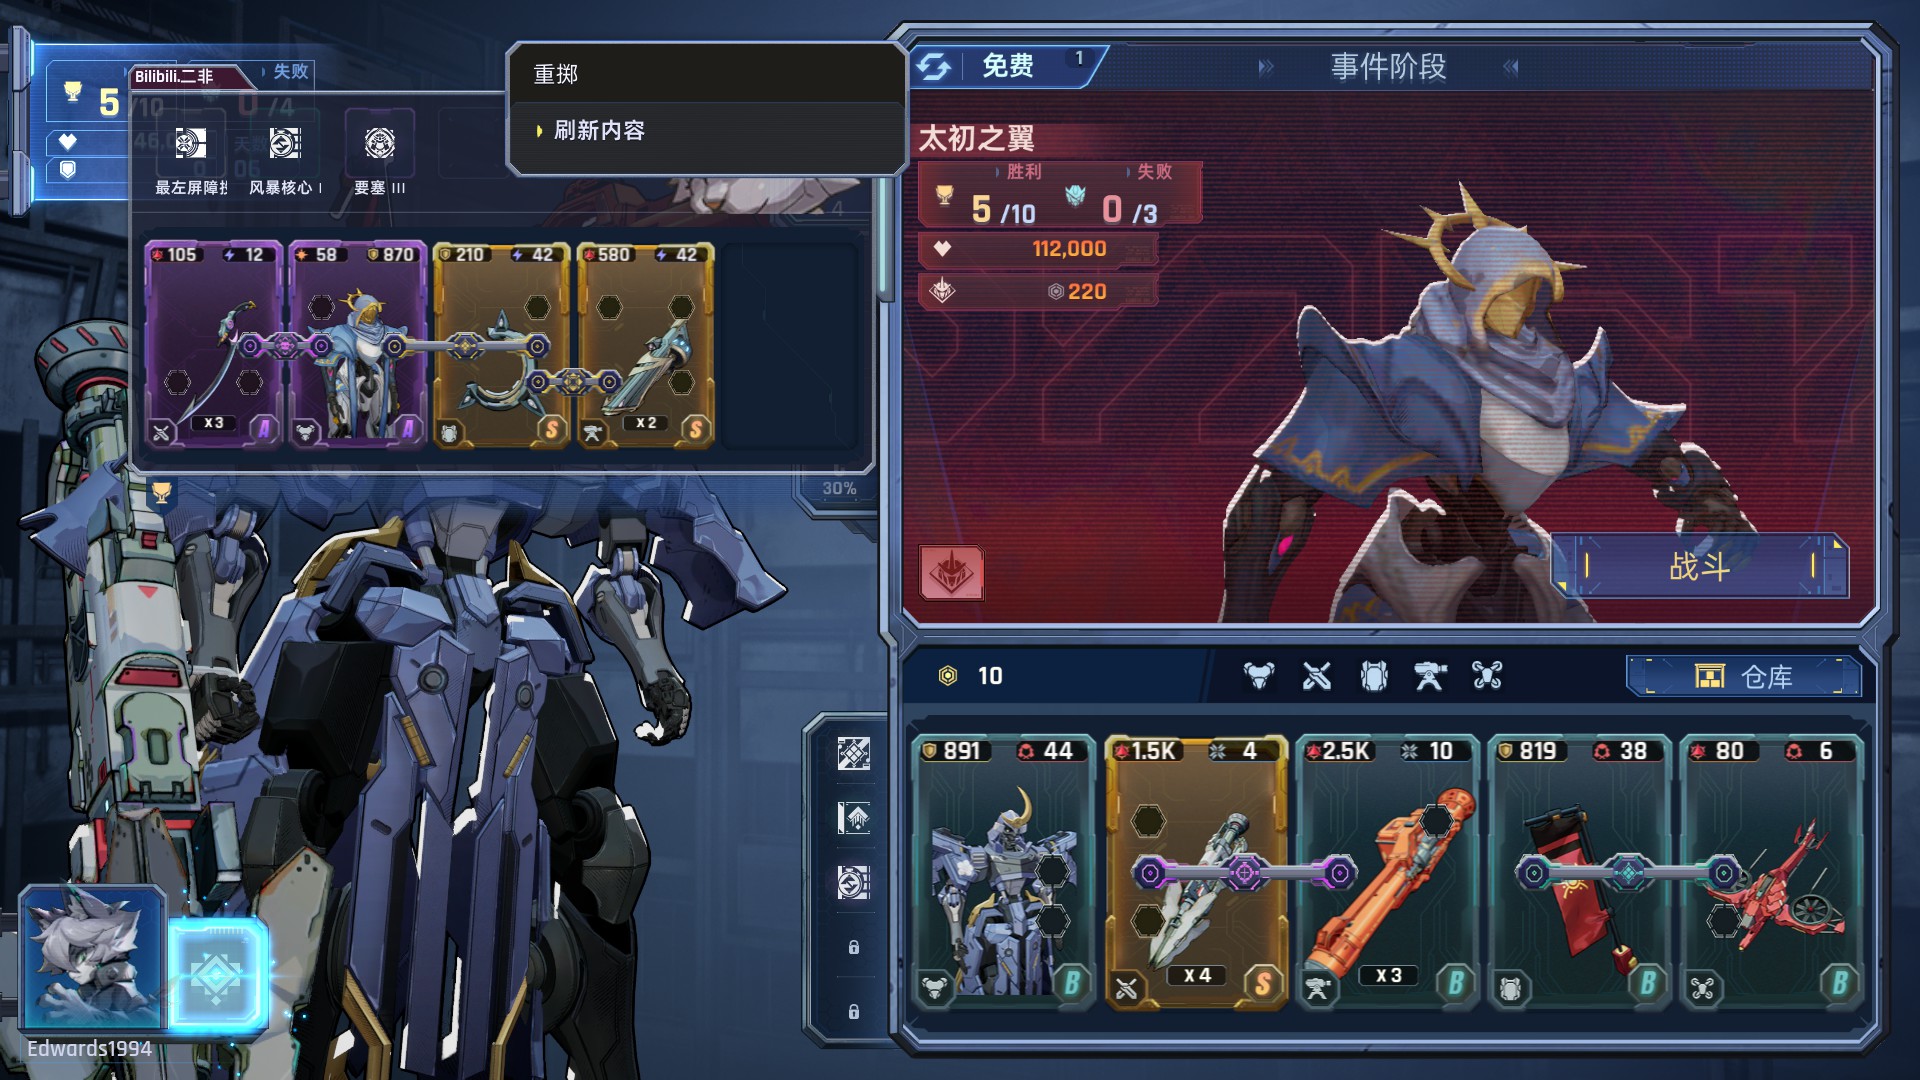 失败
5 /10
0 /4
Bilibili.二非
最左屏障
风暴核心 I
要塞 III
105 12
58 870
210 42
580 42
x3 A
A
S
x2 S
重掷
刷新内容
30%
免费 1
事件阶段
太初之翼
胜利 失败
5 /10 0 /3
112,000
220
战斗
10
仓库
891 44
1.5K 4
2.5K 10
819 38
80 6
B
x4 S
x3 B
B
B
Edwards1994